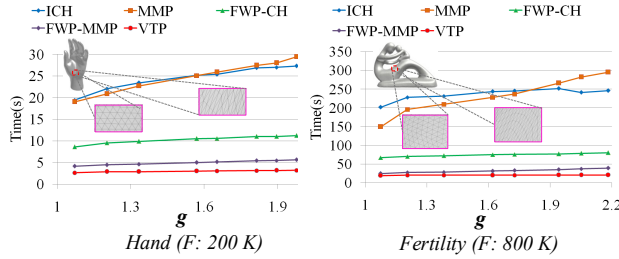 ICH MMP FWP-CH
FWP-MMP VTP
Time(s)
30
25
20
15
10
5
0
1 1.3 1.6 1.9
g
Hand (F: 200 K)
ICH MMP FWP-CH
FWP-MMP VTP
Time(s)
350
300
250
200
150
100
50
0
1 1.3 1.6 1.9 2.2
g
Fertility (F: 800 K)